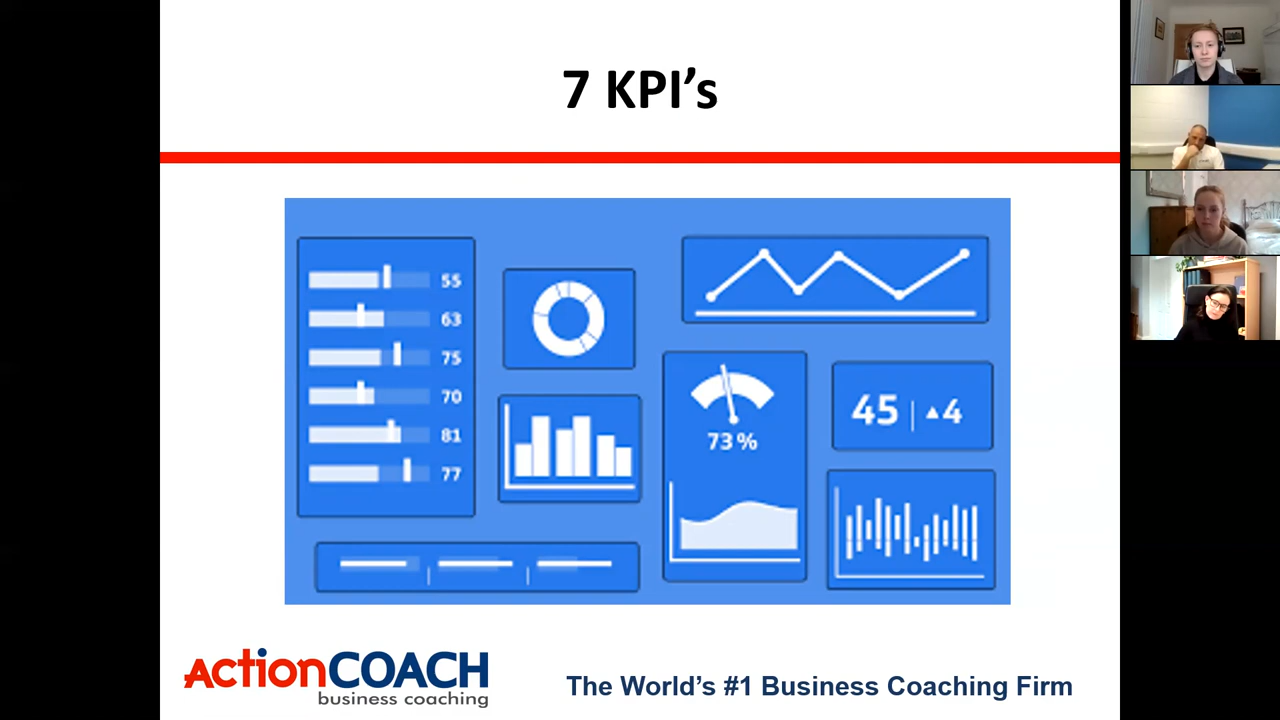 7 KPI’s
55
63
75
70
81
77
73%
45 | ▲4
ActionCOACH
business coaching
The World’s #1 Business Coaching Firm